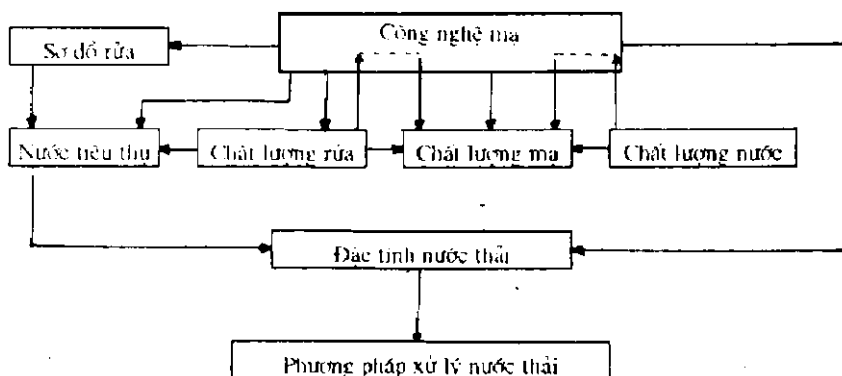 Công nghệ mạ
Sơ đồ rửa
Nước tiêu thụ
Chất lượng rửa
Chất lượng mạ
Chất lượng nước
Đặc tính nước thải
Phương pháp xử lý nước thải